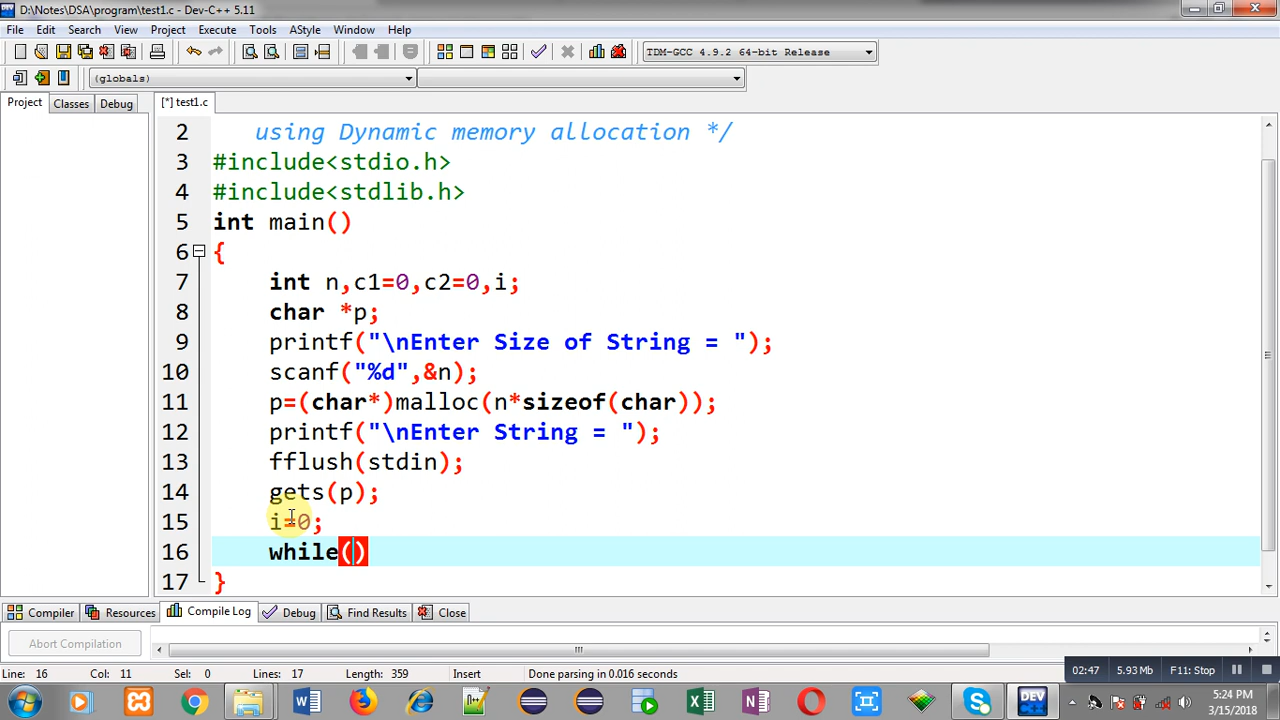 D:\Notes\DSA\program\test1.c - Dev-C++ 5.11
File Edit Search View Project Execute Tools AStyle Window Help
TDM-GCC 4.9.2 64-bit Release
(globals)
Project Classes Debug
[*] test1.c
2 using Dynamic memory allocation */
3 #include<stdio.h>
4 #include<stdlib.h>
5 int main()
6 {
7 int n,c1=0,c2=0,i;
8 char *p;
9 printf("\nEnter Size of String = ");
10 scanf("%d",&n);
11 p=(char*)malloc(n*sizeof(char));
12 printf("\nEnter String = ");
13 fflush(stdin);
14 gets(p);
15 i=0;
16 while()
17 }
Compiler Resources Compile Log Debug Find Results Close
Abort Compilation
Line: 16 Col: 11 Sel: 0 Lines: 17 Length: 359 Insert Done parsing in 0.016 seconds
02:47 5.93 Mb F11: Stop
DEV
5:24 PM
3/15/2018